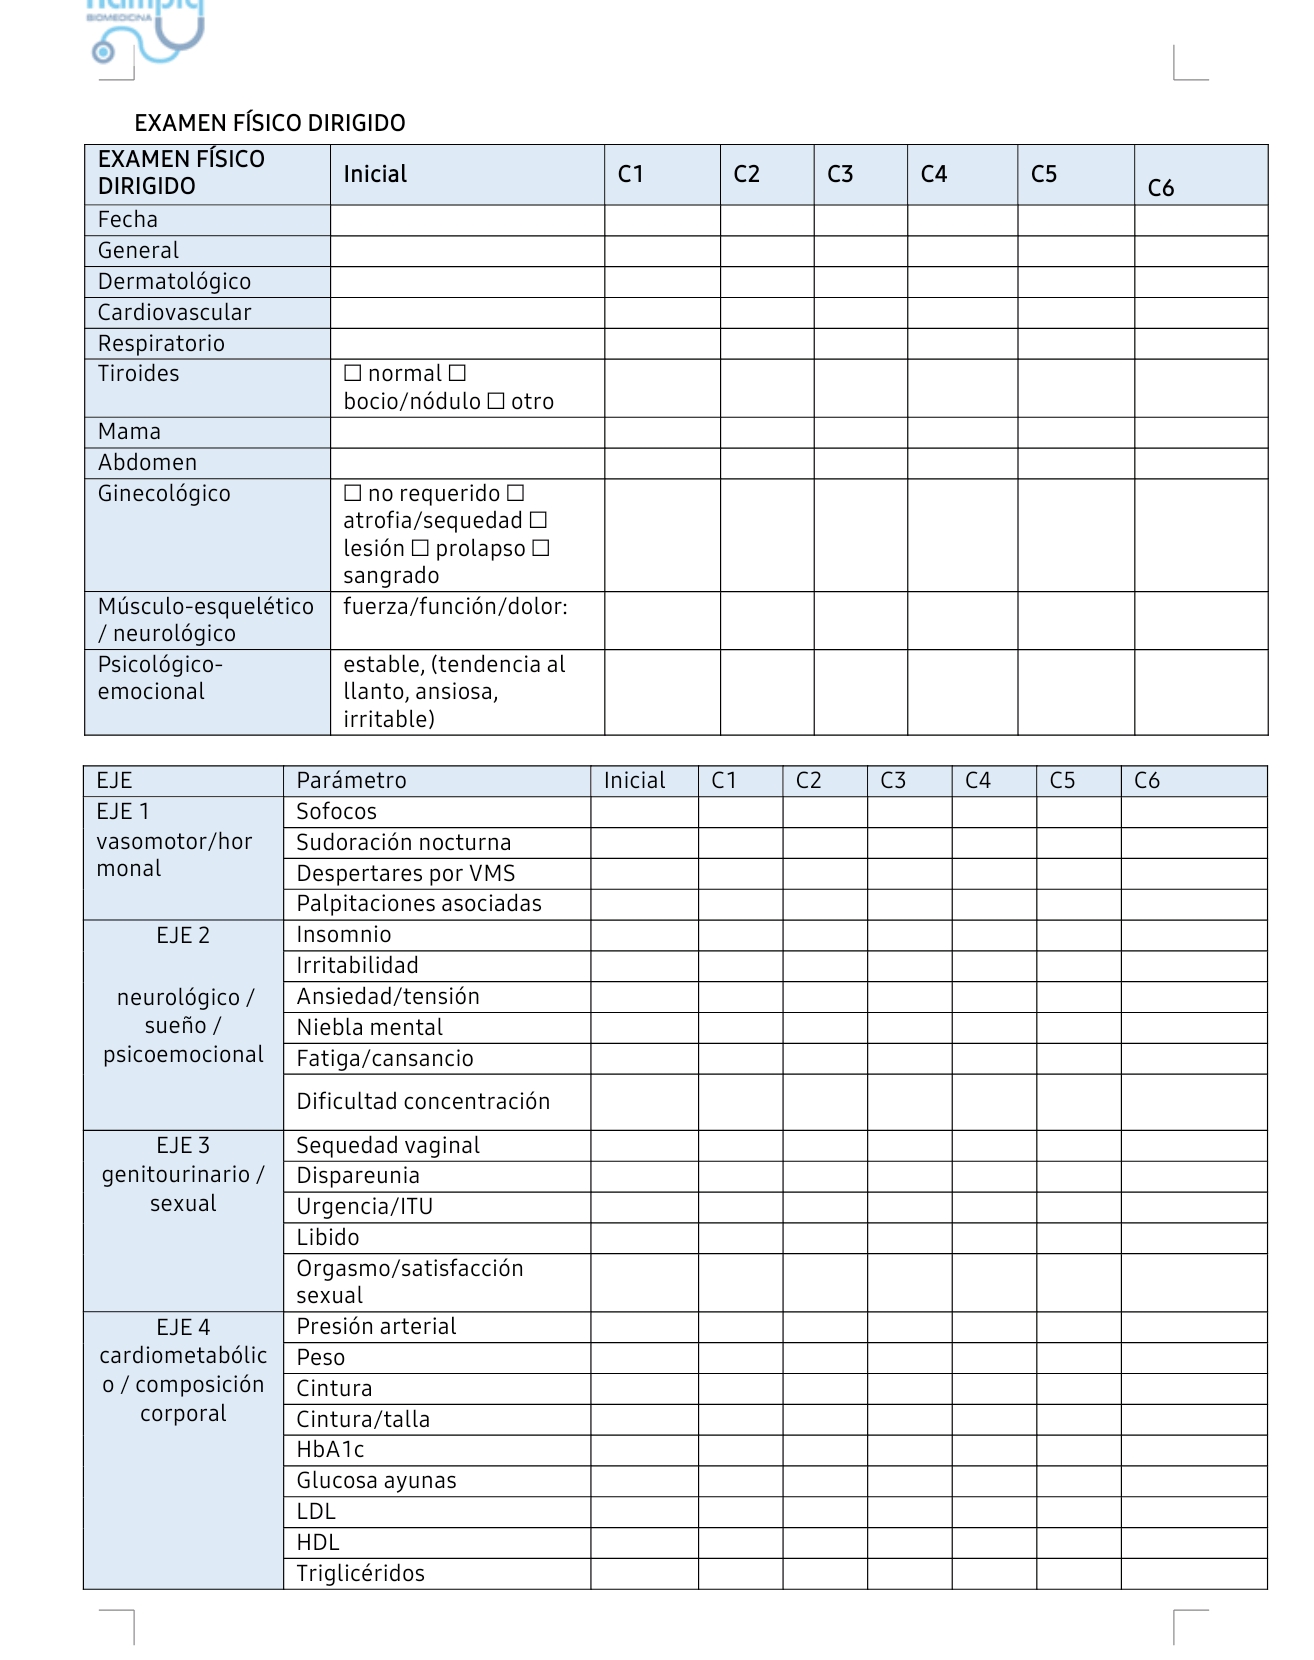 BIOMEDICINA
EXAMEN FÍSICO DIRIGIDO
EXAMEN FÍSICO
DIRIGIDO
Inicial
C1
C2
C3
C4
C5
C6
Fecha
General
Dermatológico
Cardiovascular
Respiratorio
Tiroides
☐ normal ☐
bocio/nódulo ☐ otro
Mama
Abdomen
Ginecológico
☐ no requerido ☐
atrofia/sequedad ☐
lesión ☐ prolapso ☐
sangrado
Músculo-esquelético
/ neurológico
fuerza/función/dolor:
Psicológico-
emocional
estable, (tendencia al
llanto, ansiosa,
irritable)
EJE
Parámetro
Inicial
C1
C2
C3
C4
C5
C6
EJE 1
vasomotor/hor
monal
Sofocos
Sudoración nocturna
Despertares por VMS
Palpitaciones asociadas
EJE 2
neurológico /
sueño /
psicoemocional
Insomnio
Irritabilidad
Ansiedad/tensión
Niebla mental
Fatiga/cansancio
Dificultad concentración
EJE 3
genitourinario /
sexual
Sequedad vaginal
Dispareunia
Urgencia/ITU
Libido
Orgasmo/satisfacción
sexual
EJE 4
cardiometabólic
o / composición
corporal
Presión arterial
Peso
Cintura
Cintura/talla
HbA1c
Glucosa ayunas
LDL
HDL
Triglicéridos